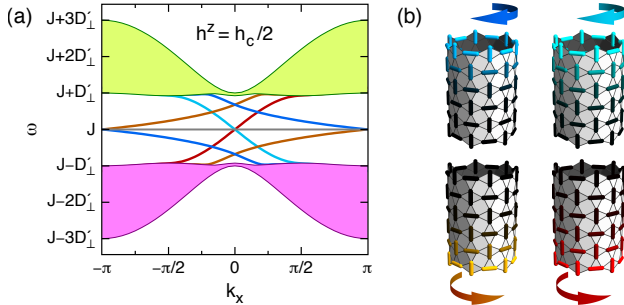 (a)
h^z = h_c/2
J+3D'_⊥
J+2D'_⊥
J+D'_⊥
J
J−D'_⊥
J−2D'_⊥
J−3D'_⊥
ω
−π
−π/2
0
π/2
π
k_x
(b)